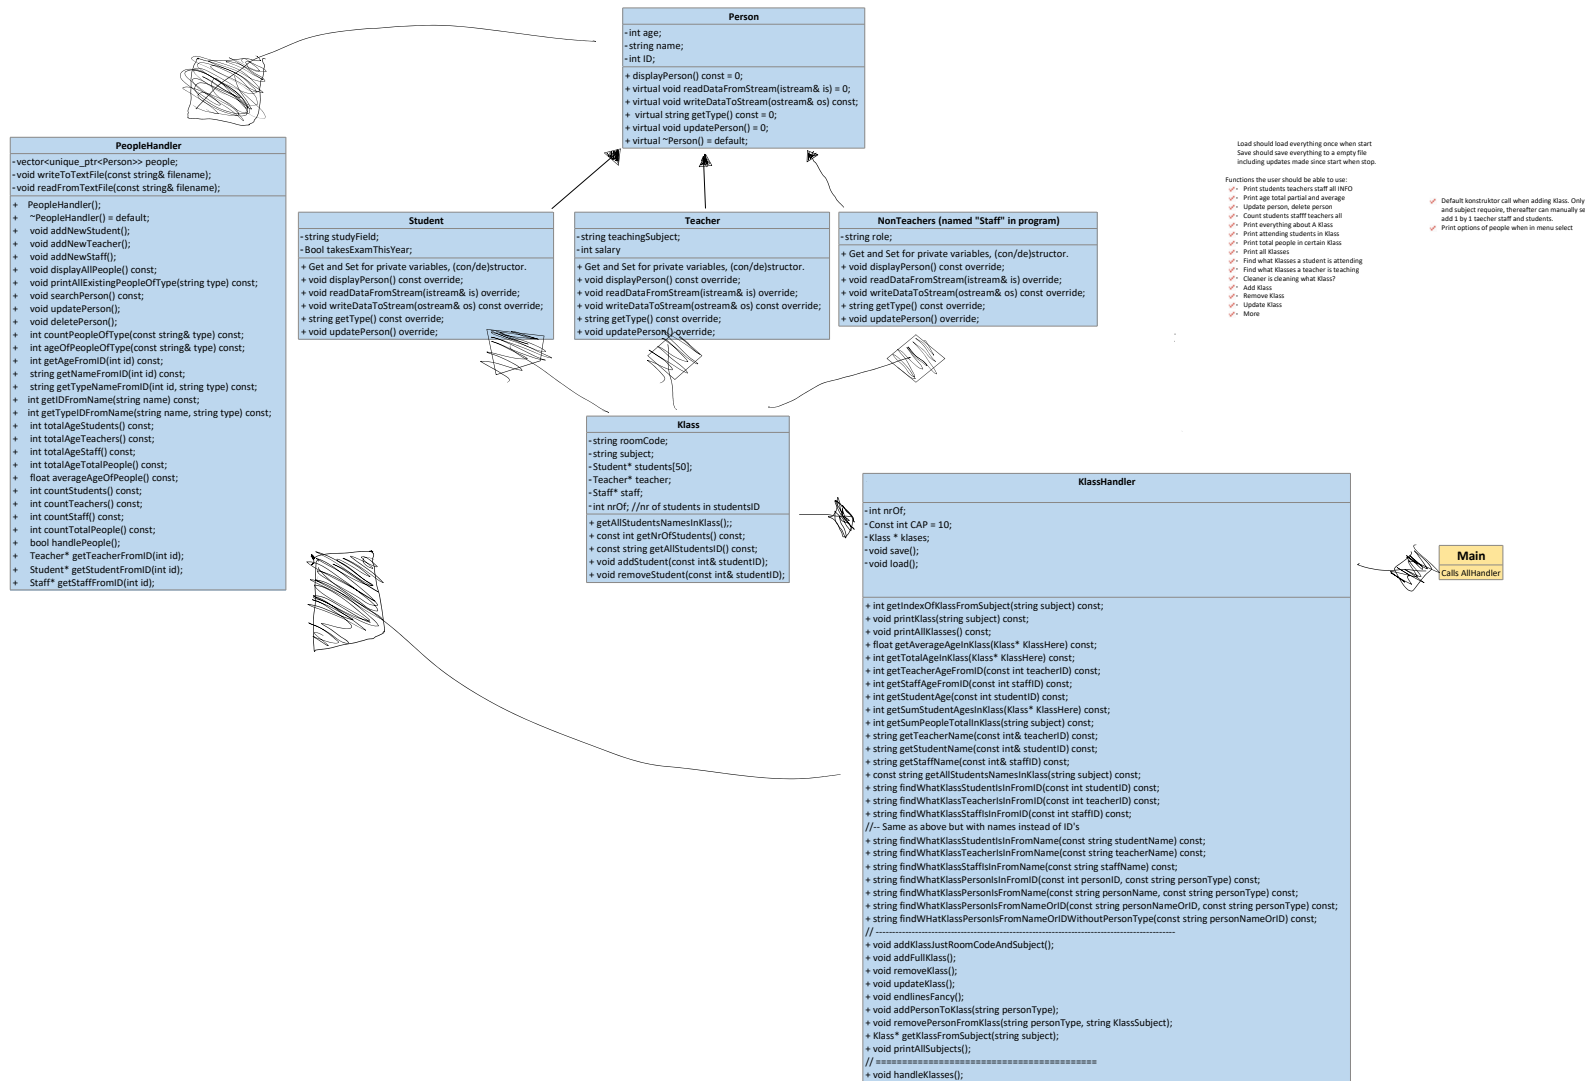 Person
-int age;
-string name;
-int ID;
+ displayPerson() const = 0;
+ virtual void readDataFromStream(istream& is) = 0;
+ virtual void writeDataToStream(ostream& os) const;
+ virtual string getType() const = 0;
+ virtual void updatePerson() = 0;
+ virtual ~Person() = default;
PeopleHandler
-vector<unique_ptr<Person>> people;
-void writeToTextFile(const string& filename);
-void readFromTextFile(const string& filename);
+ PeopleHandler();
+ ~PeopleHandler() = default;
+ void addNewStudent();
+ void addNewTeacher();
+ void addNewStaff();
+ void displayAllPeople() const;
+ void printAllExistingPeopleOfType(string type) const;
+ void searchPerson() const;
+ void updatePerson();
+ void deletePerson();
+ int countPeopleOfType(const string& type) const;
+ int ageOfPeopleOfType(const string& type) const;
+ int getAgeFromID(int id) const;
+ string getNameFromID(int id) const;
+ string getTypeNameFromID(int id, string type) const;
+ int getIDFromName(string name) const;
+ int getTypeIDFromName(string name, string type) const;
+ int totalAgeStudents() const;
+ int totalAgeTeachers() const;
+ int totalAgeStaff() const;
+ int totalAgeTotalPeople() const;
+ float averageAgeOfPeople() const;
+ int countStudents() const;
+ int countTeachers() const;
+ int countStaff() const;
+ int countTotalPeople() const;
+ bool handlePeople();
+ Teacher* getTeacherFromID(int id);
+ Student* getStudentFromID(int id);
+ Staff* getStaffFromID(int id);
Student
-string studyField;
-Bool takesExamThisYear;
+ Get and Set for private variables, (con/de)structor.
+ void displayPerson() const override;
+ void readDataFromStream(istream& is) override;
+ void writeDataToStream(ostream& os) const override;
+ string getType() const override;
+ void updatePerson() override;
Teacher
-string teachingSubject;
-int salary
+ Get and Set for private variables, (con/de)structor.
+ void displayPerson() const override;
+ void readDataFromStream(istream& is) override;
+ void writeDataToStream(ostream& os) const override;
+ string getType() const override;
+ void updatePerson() override;
NonTeachers (named "Staff" in program)
-string role;
+ Get and Set for private variables, (con/de)structor.
+ void displayPerson() const override;
+ void readDataFromStream(istream& is) override;
+ void writeDataToStream(ostream& os) const override;
+ string getType() const override;
+ void updatePerson() override;
Load should load everything once when start
Save should save everything to a empty file
including updates made since start when stop.
Functions the user should be able to use:
• Print students teachers staff all INFO
• Print age total partial and average
• Update person, delete person
• Count students stafff teachers all
• Print everything about A Klass
• Print attending students in Klass
• Print total people in certain Klass
• Print all Klasses
• Find what Klasses a student is attending
• Find what Klasses a teacher is teaching
• Cleaner is cleaning what Klass?
• Add Klass
• Remove Klass
• Update Klass
• More
Default konstruktor call when adding Klass. Only
and subject requoire, thereafter can manually se
add 1 by 1 tahcer staff and students.
Print options of people when in menu select
Klass
-string roomCode;
-string subject;
-Student* students[50];
-Teacher* teacher;
-Staff* staff;
-int nrOf; //nr of students in studentsID
+ getAllStudentsNamesInKlass();;
+ const int getNrOfStudents() const;
+ const string getAllStudentsID() const;
+ void addStudent(const int& studentID);
+ void removeStudent(const int& studentID);
KlassHandler
-int nrOf;
-Const int CAP = 10;
-Klass * klases;
-void save();
-void load();
+ int getIndexOfKlassFromSubject(string subject) const;
+ void printKlass(string subject) const;
+ void printAllKlasses() const;
+ float getAverageAgeInKlass(Klass* KlassHere) const;
+ int getTotalAgeInKlass(Klass* KlassHere) const;
+ int getTeacherAgeFromID(const int teacherID) const;
+ int getStaffAgeFromID(const int staffID) const;
+ int getStudentAge(const int studentID) const;
+ int getSumStudentAgesInKlass(Klass* KlassHere) const;
+ int getSumPeopleTotalInKlass(string subject) const;
+ string getTeacherName(const int& teacherID) const;
+ string getStudentName(const int& studentID) const;
+ string getStaffName(const int& staffID) const;
+ const string getAllStudentsNamesInKlass(string subject) const;
+ string findWhatKlassStudentIsInFromID(const int studentID) const;
+ string findWhatKlassTeacherIsInFromID(const int teacherID) const;
+ string findWhatKlassStaffIsInFromID(const int staffID) const;
//-- Same as above but with names instead of ID's
+ string findWhatKlassStudentIsInFromName(const string studentName) const;
+ string findWhatKlassTeacherIsInFromName(const string teacherName) const;
+ string findWhatKlassStaffIsInFromName(const string staffName) const;
+ string findWhatKlassPersonIsInFromID(const int personID, const string personType) const;
+ string findWhatKlassPersonIsFromName(const string personName, const string personType) const;
+ string findWhatKlassPersonIsFromNameOrID(const string personNameOrID, const string personType) const;
+ string findWHatKlassPersonIsFromNameOrIDWithoutPersonType(const string personNameOrID) const;
// ------------------------------------------------------------------------------------------
+ void addKlassJustRoomCodeAndSubject();
+ void addFullKlass();
+ void removeKlass();
+ void updateKlass();
+ void endlinesFancy();
+ void addPersonToKlass(string personType);
+ void removePersonFromKlass(string personType, string KlassSubject);
+ Klass* getKlassFromSubject(string subject);
+ void printAllSubjects();
// ==========================================
+ void handleKlasses();
Main
Calls AllHandler